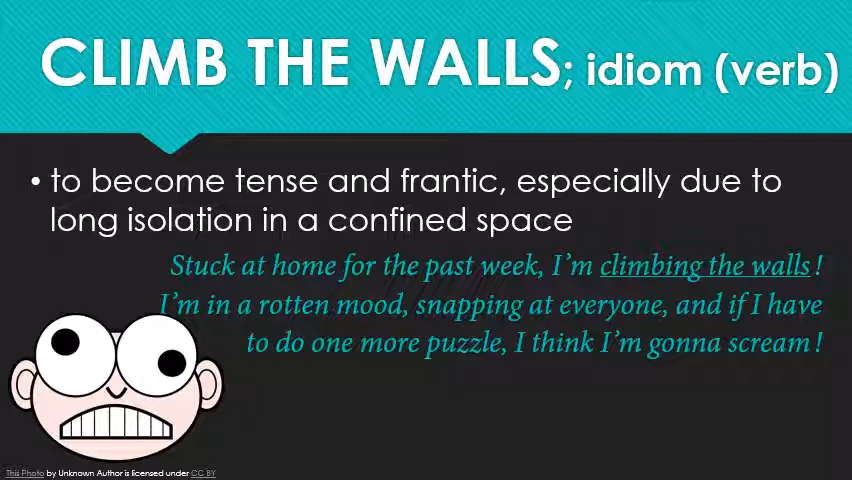 CLIMB THE WALLS; idiom (verb)
• to become tense and frantic, especially due to
long isolation in a confined space
Stuck at home for the past week, I’m climbing the walls!
I’m in a rotten mood, snapping at everyone, and if I have
to do one more puzzle, I think I’m gonna scream!
This Photo by Unknown Author is licensed under CC BY